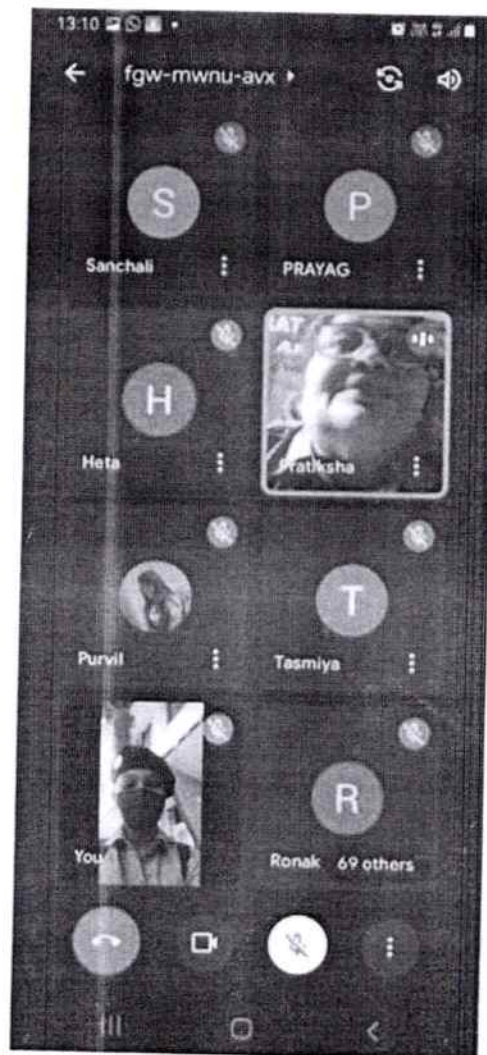 13:10
fgw-mwnu-avx
S
P
Sanchali
PRAYAG
H
Heta
Pratiksha
T
Purvil
Tasmiya
R
You
Ronak 69 others